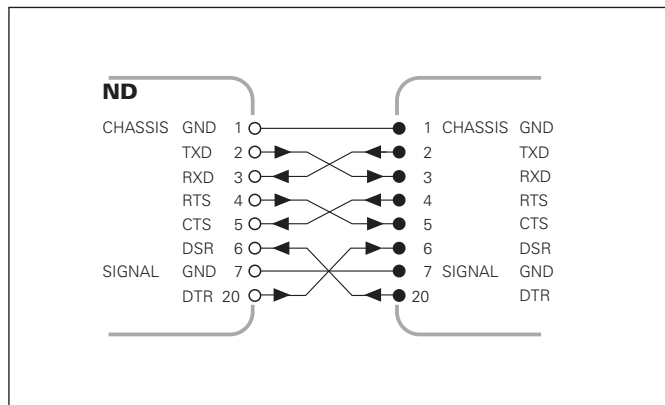 ND
CHASSIS GND 1 1 CHASSIS GND
TXD 2 2 TXD
RXD 3 3 RXD
RTS 4 4 RTS
CTS 5 5 CTS
DSR 6 6 DSR
SIGNAL GND 7 7 SIGNAL GND
DTR 20 20 DTR